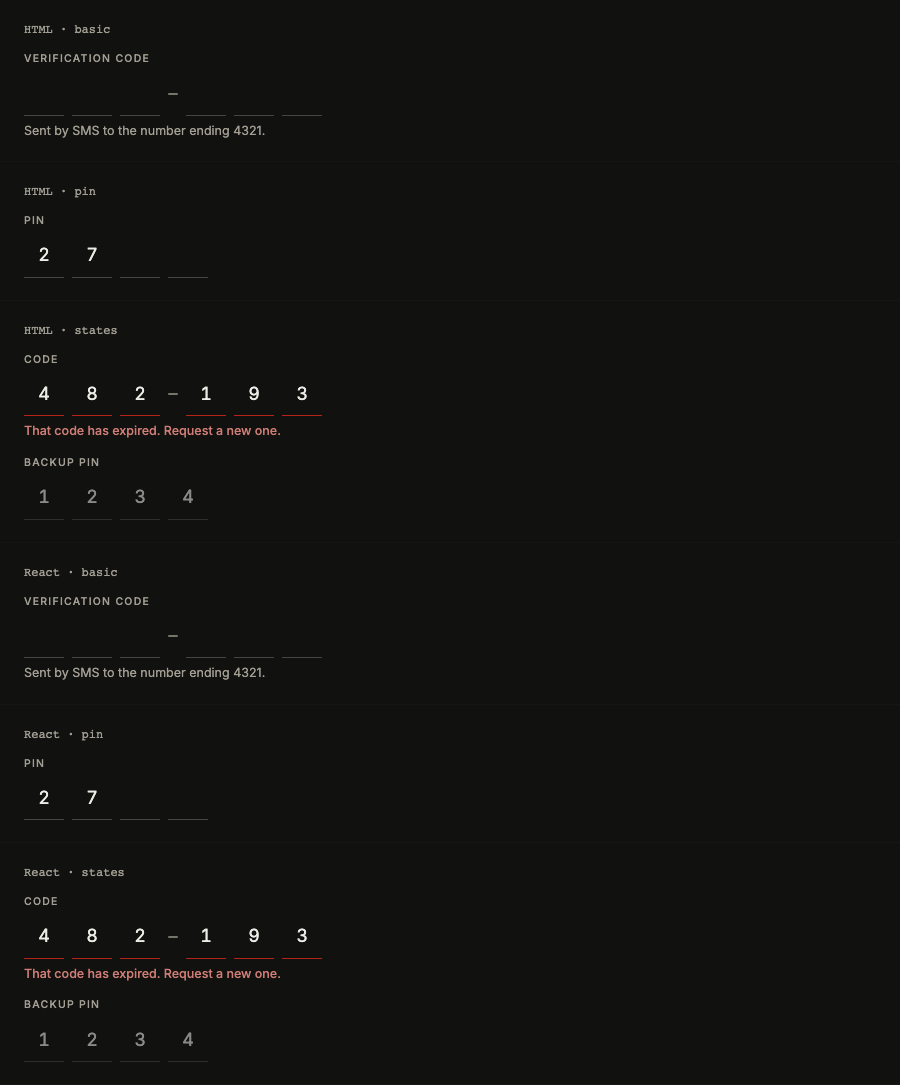 HTML · basic
VERIFICATION CODE
–
Sent by SMS to the number ending 4321.
HTML · pin
PIN
2 7
HTML · states
CODE
4 8 2 – 1 9 3
That code has expired. Request a new one.
BACKUP PIN
1 2 3 4
React · basic
VERIFICATION CODE
–
Sent by SMS to the number ending 4321.
React · pin
PIN
2 7
React · states
CODE
4 8 2 – 1 9 3
That code has expired. Request a new one.
BACKUP PIN
1 2 3 4